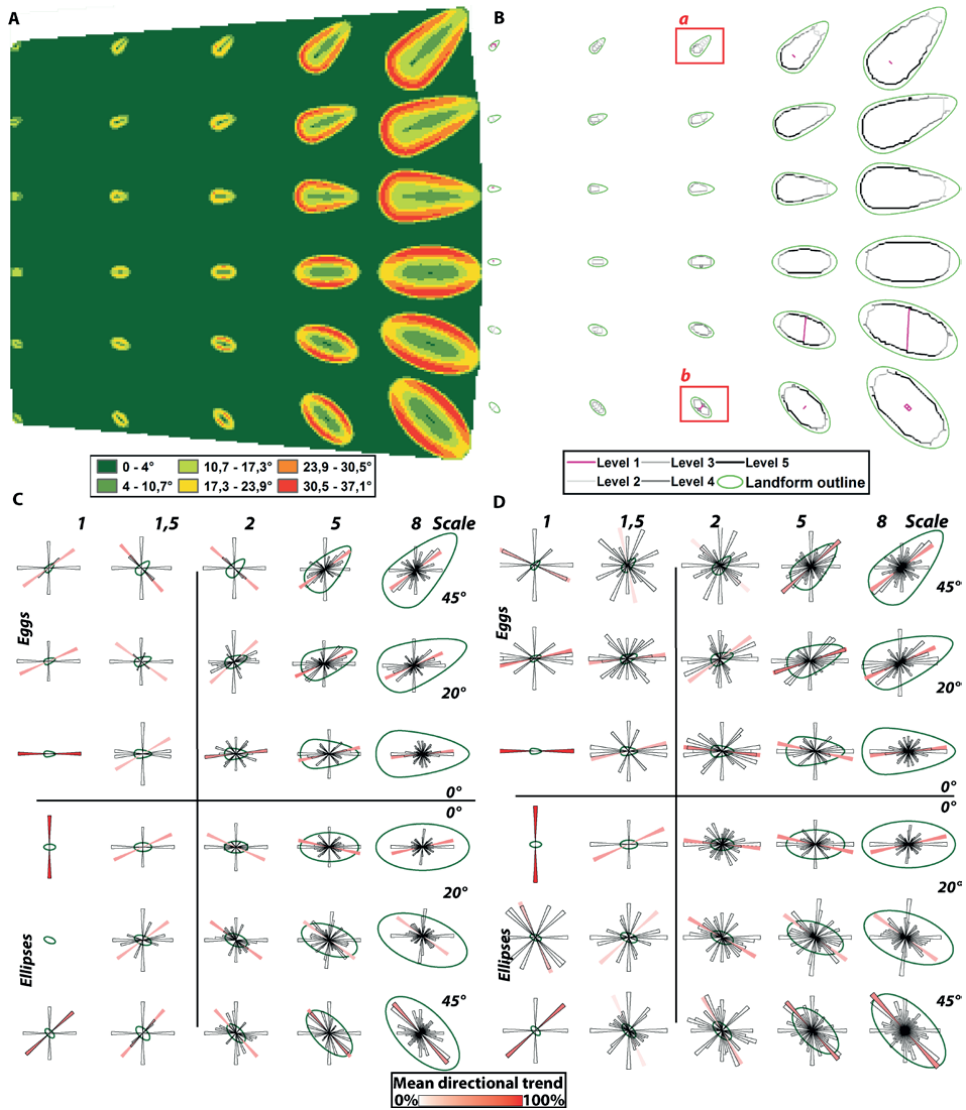 A
B
a
b
0 - 4°
10,7 - 17,3°
23,9 - 30,5°
4 - 10,7°
17,3 - 23,9°
30,5 - 37,1°
Level 1
Level 3
Level 5
Level 2
Level 4
Landform outline
C
1
1,5
2
5
8
Scale
Eggs
45°
20°
0°
0°
20°
Ellipses
45°
D
1
1,5
2
5
8
Scale
Eggs
45°
20°
0°
0°
20°
Ellipses
45°
Mean directional trend
0%
100%